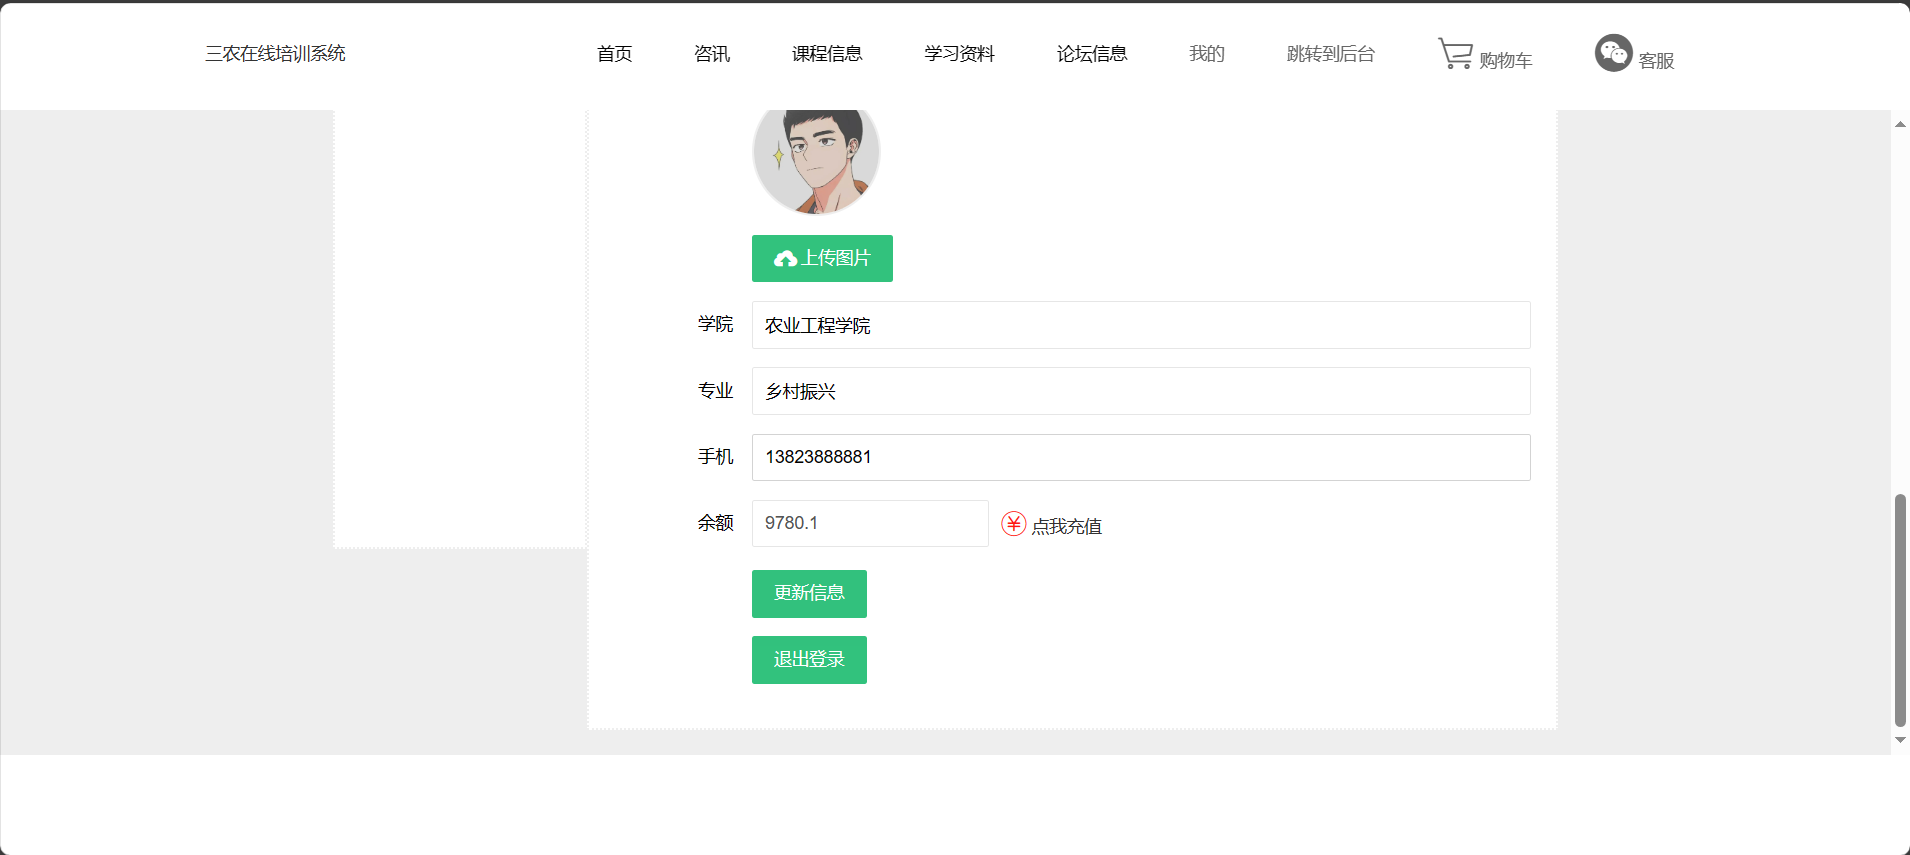 三农在线培训系统 首页 咨讯 课程信息 学习资料 论坛信息 我的 跳转到后台 购物车 客服
上传图片
学院 农业工程学院
专业 乡村振兴
手机 13823888881
余额 9780.1 ¥ 点我充值
更新信息
退出登录